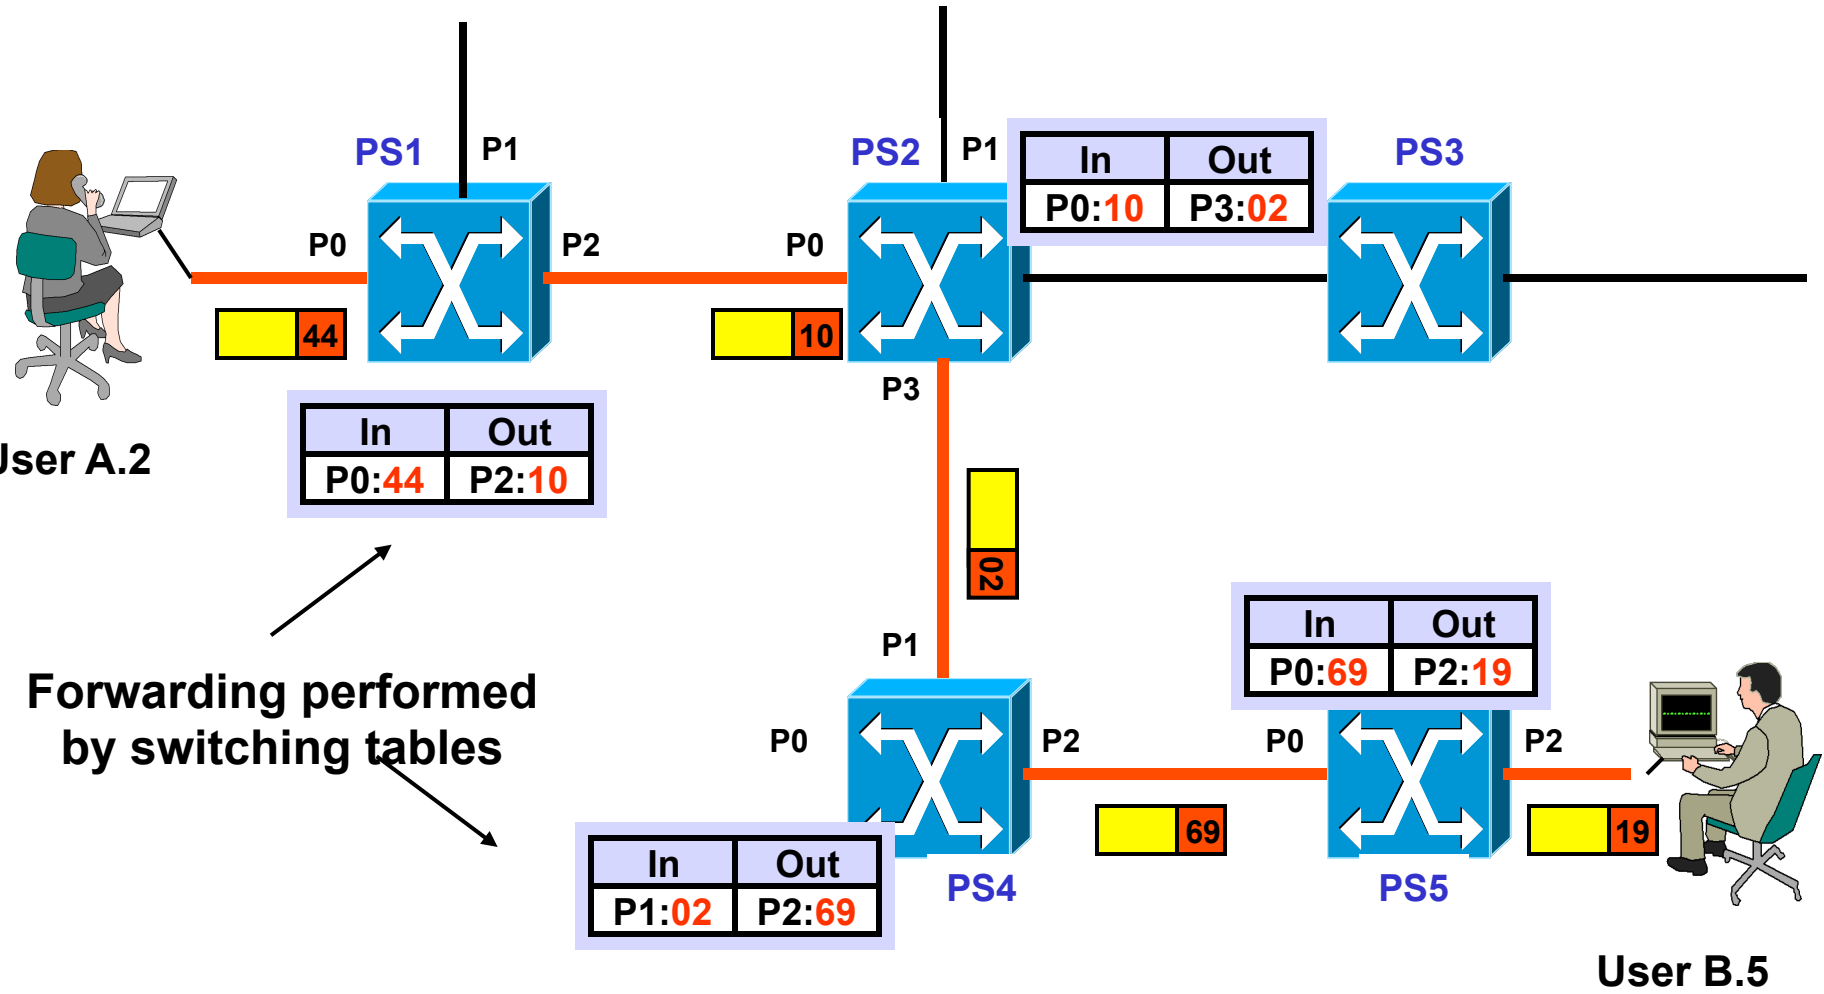 PS1
P1
PS2
P1
In Out
P0:10 P3:02
PS3
P0
P2
P0
44
10
P3
In Out
P0:44 P2:10
User A.2
02
P1
In Out
P0:69 P2:19
Forwarding performed
by switching tables
P0
P2
P0
P2
69
19
In Out
P1:02 P2:69
PS4
PS5
User B.5